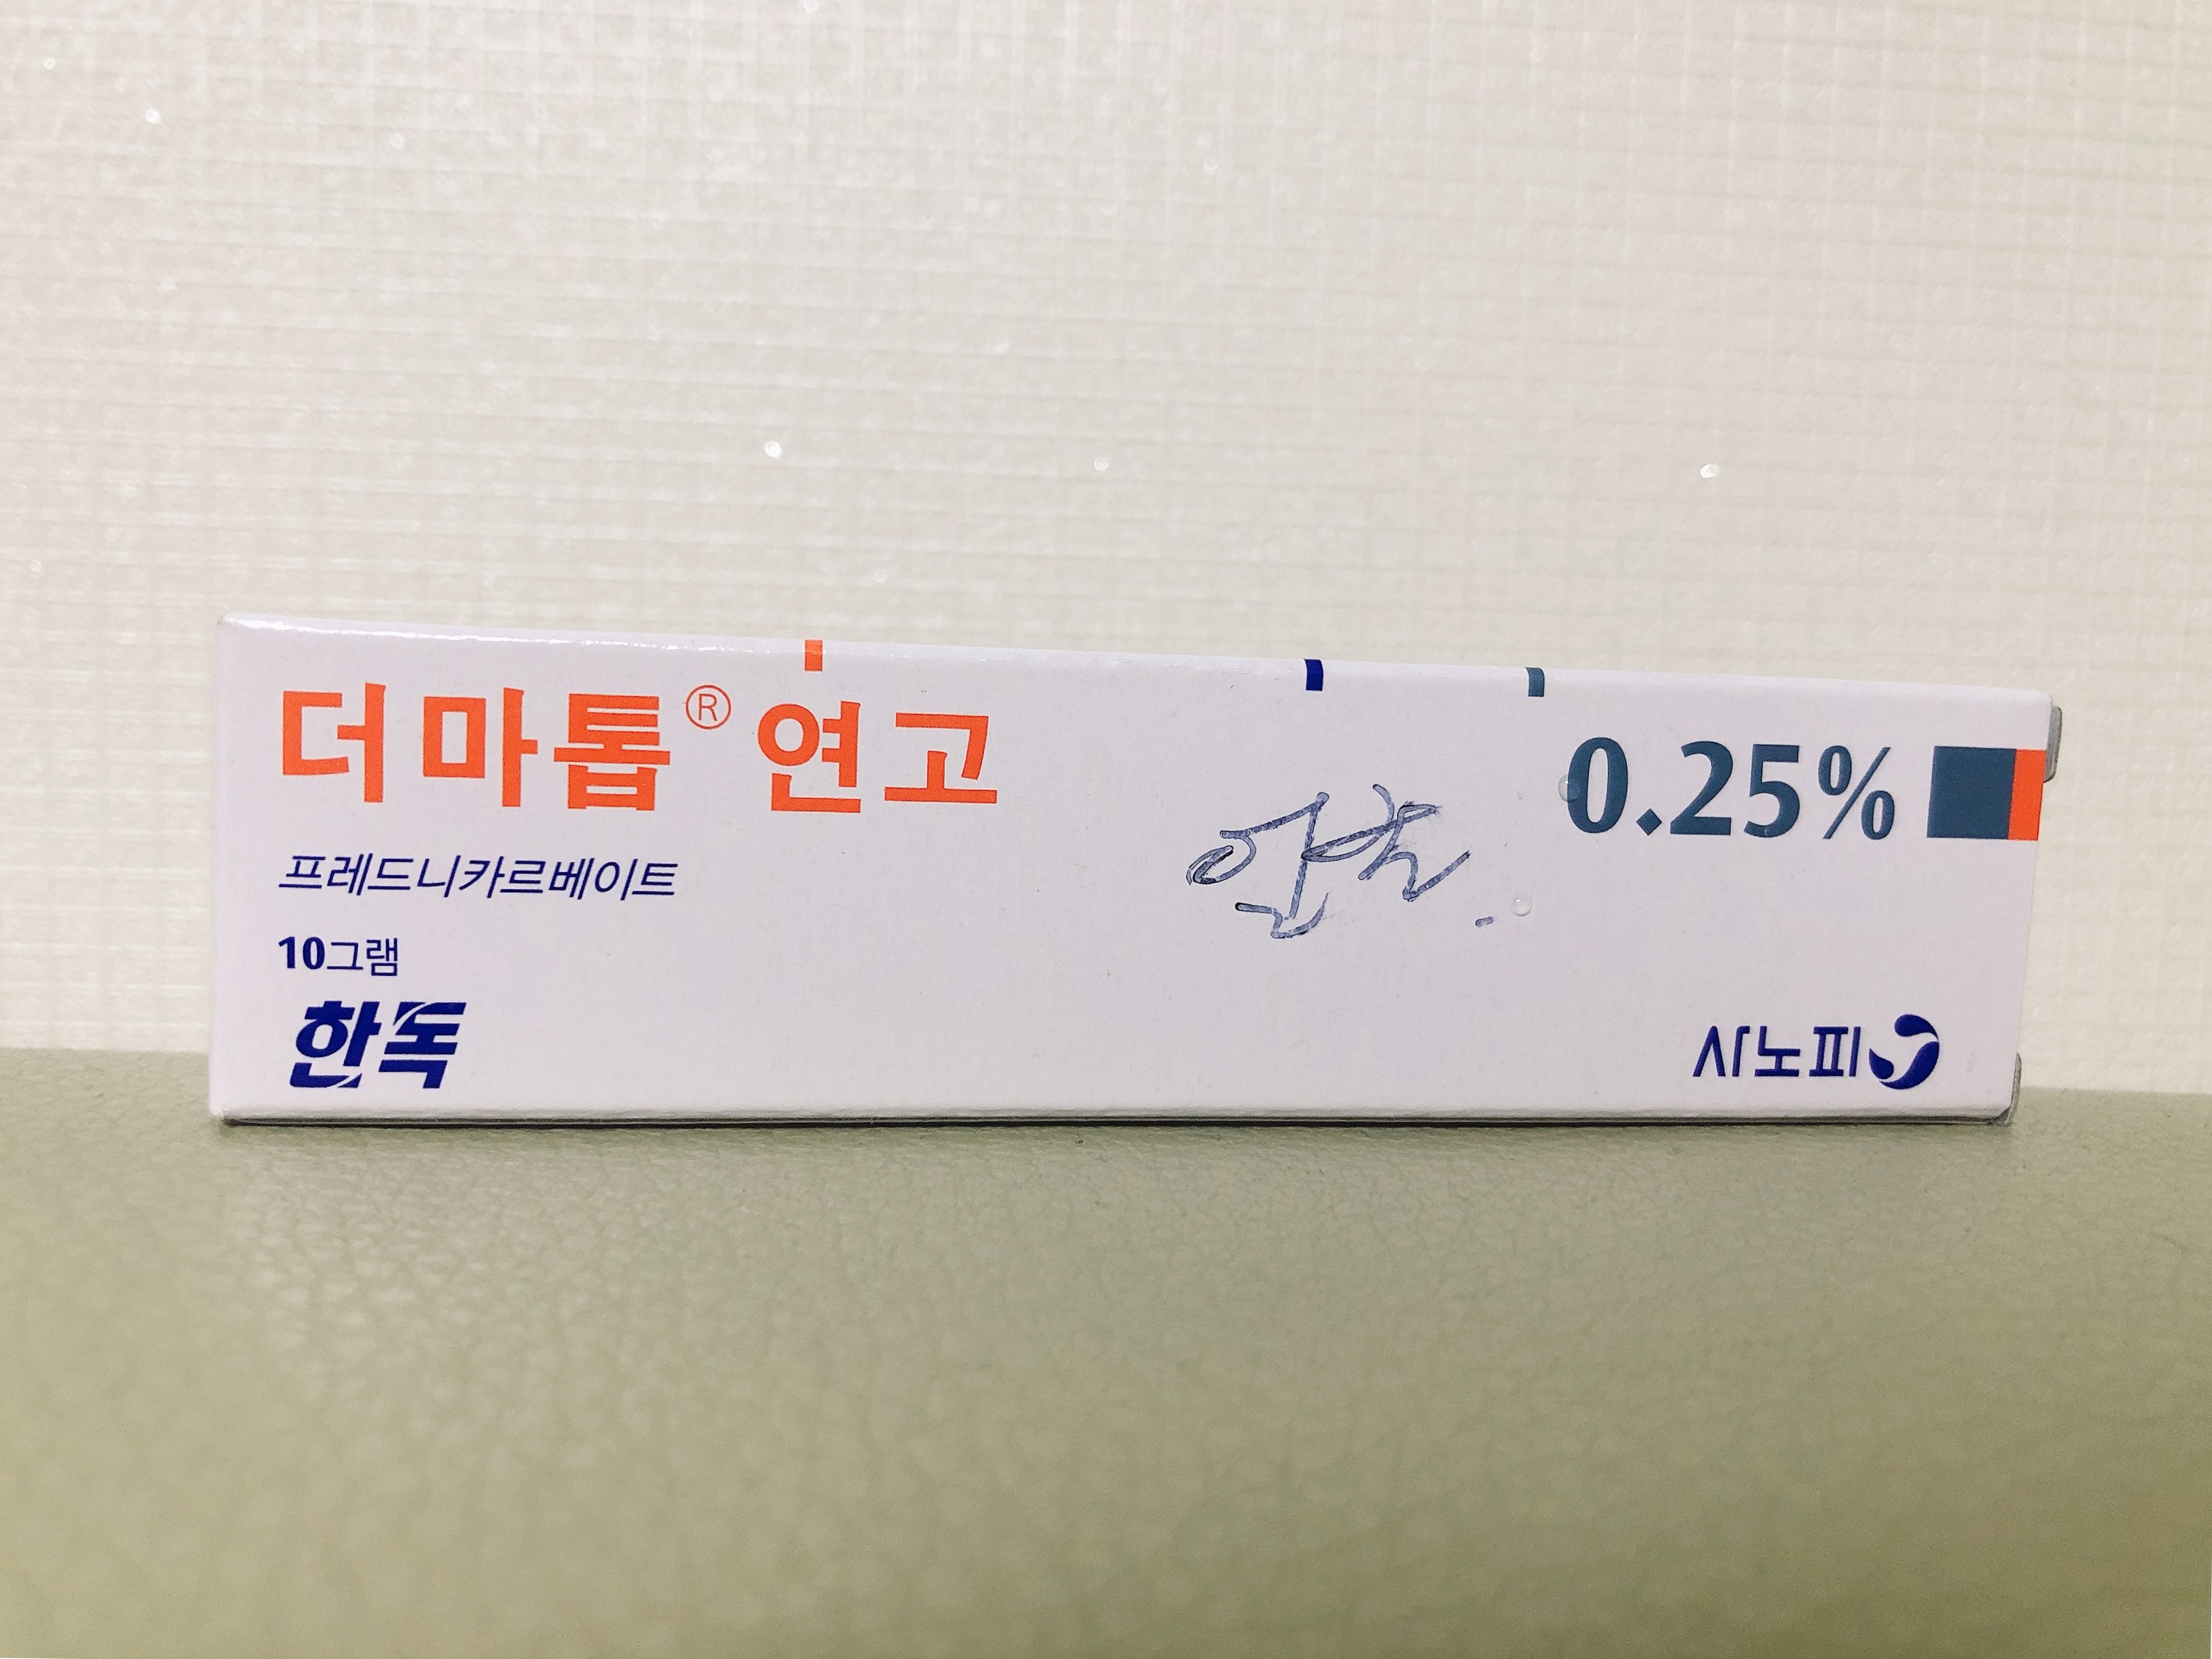 더마톱® 연고 0.25%
프레드니카르베이트
10그램
한독 사노피